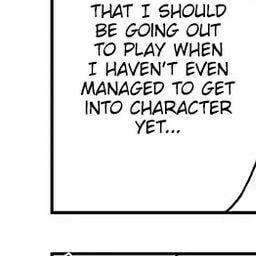 THAT I SHOULD
BE GOING OUT
TO PLAY WHEN
I HAVEN'T EVEN
MANAGED TO GET
INTO CHARACTER
YET...